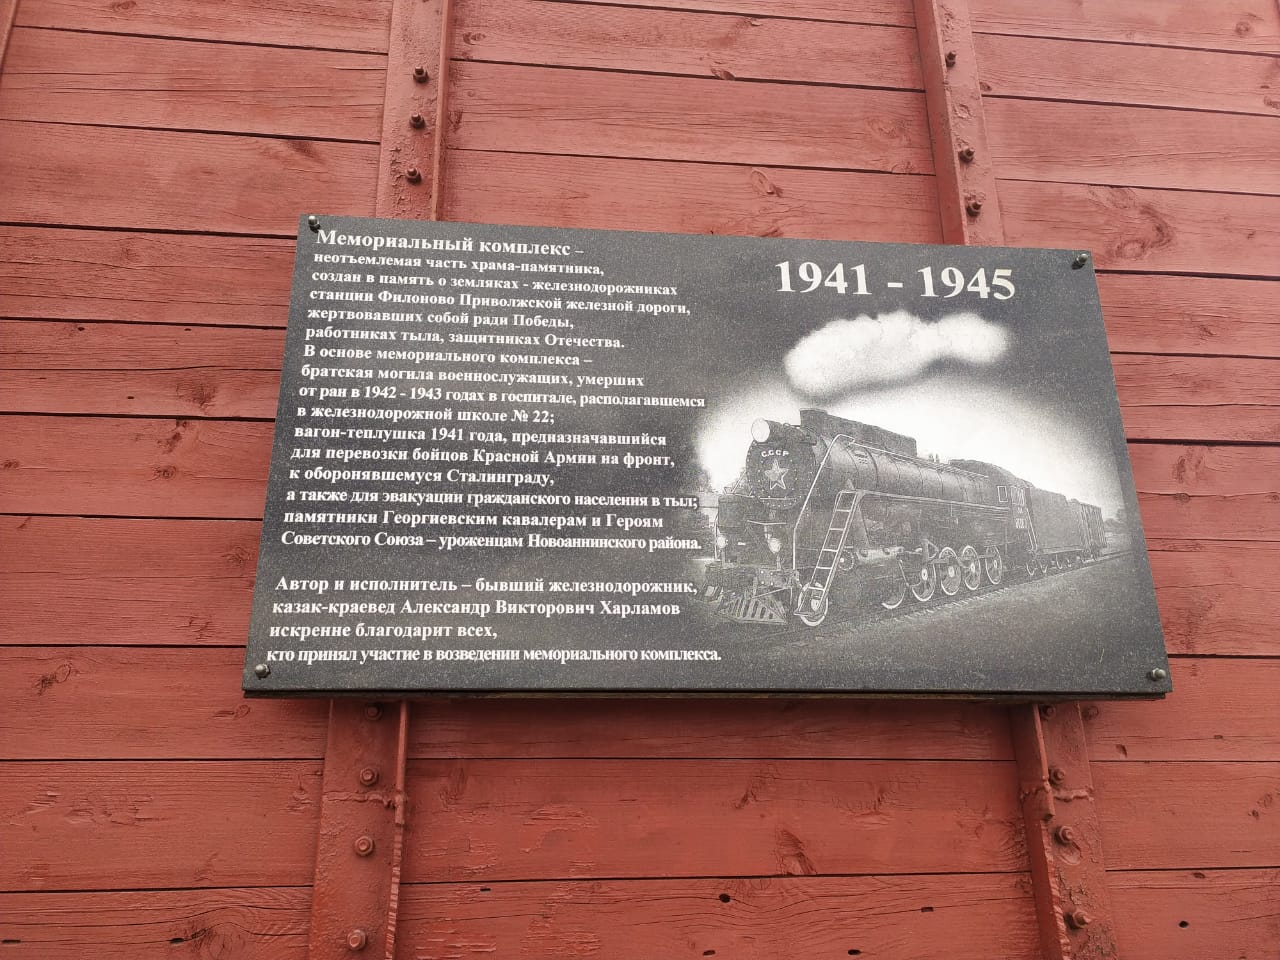 Мемориальный комплекс –
неотъемлемая часть храма-памятника,
создан в память о земляках - железнодорожниках
станции Филоново Приволжской железной дороги,
жертвовавших собой ради Победы,
работниках тыла, защитниках Отечества.
В основе мемориального комплекса –
братская могила военнослужащих, умерших
от ран в 1942 - 1943 годах в госпитале, располагавшемся
в железнодорожной школе № 22;
вагон-теплушка 1941 года, предназначавшийся
для перевозки бойцов Красной Армии на фронт,
к оборонявшемуся Сталинграду,
а также для эвакуации гражданского населения в тыл;
памятники Георгиевским кавалерам и Героям
Советского Союза – уроженцам Новоаннинского района.
Автор и исполнитель – бывший железнодорожник,
казак-краевед Александр Викторович Харламов
искренне благодарит всех,
кто принял участие в возведении мемориального комплекса.
1941 - 1945
СССР